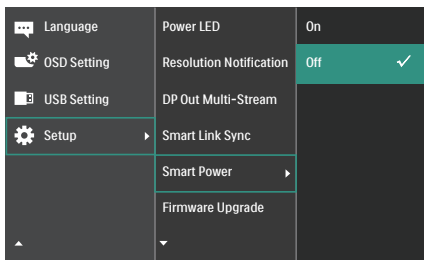 Language
OSD Setting
USB Setting
Setup
Power LED
Resolution Notification
DP Out Multi-Stream
Smart Link Sync
Smart Power
Firmware Upgrade
On
Off